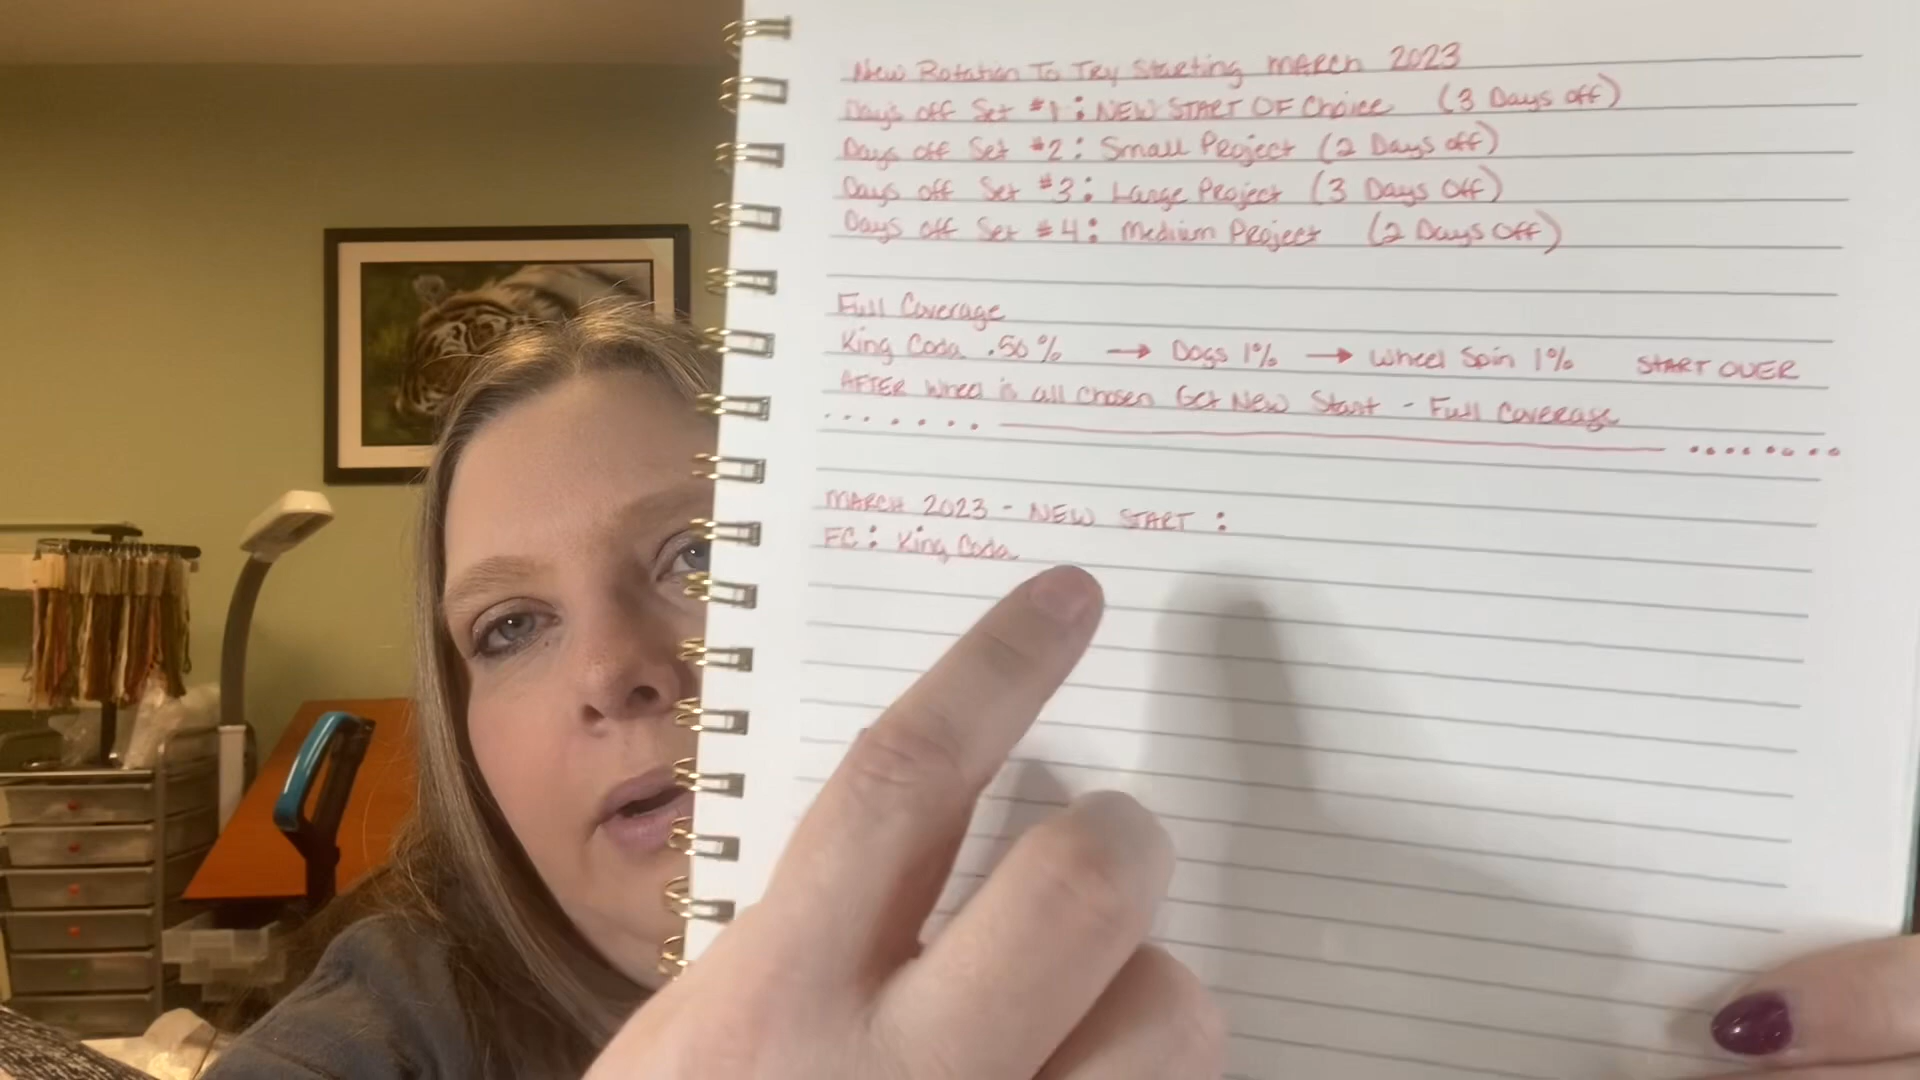 New Rotation To Try Starting MARCH 2023
Days off Set #1: NEW START OF Choice (3 Days off)
Days off Set #2: Small Project (2 Days off)
Days off Set #3: Large Project (3 Days Off)
Days off Set #4: Medium Project (2 Days Off)
Full Coverage
King Coda .50% → Dogs 1% → Wheel Spin 1% START OVER
AFTER Wheel is all chosen Get New Start - Full Coverage
MARCH 2023 - NEW START :
FC: King Coda